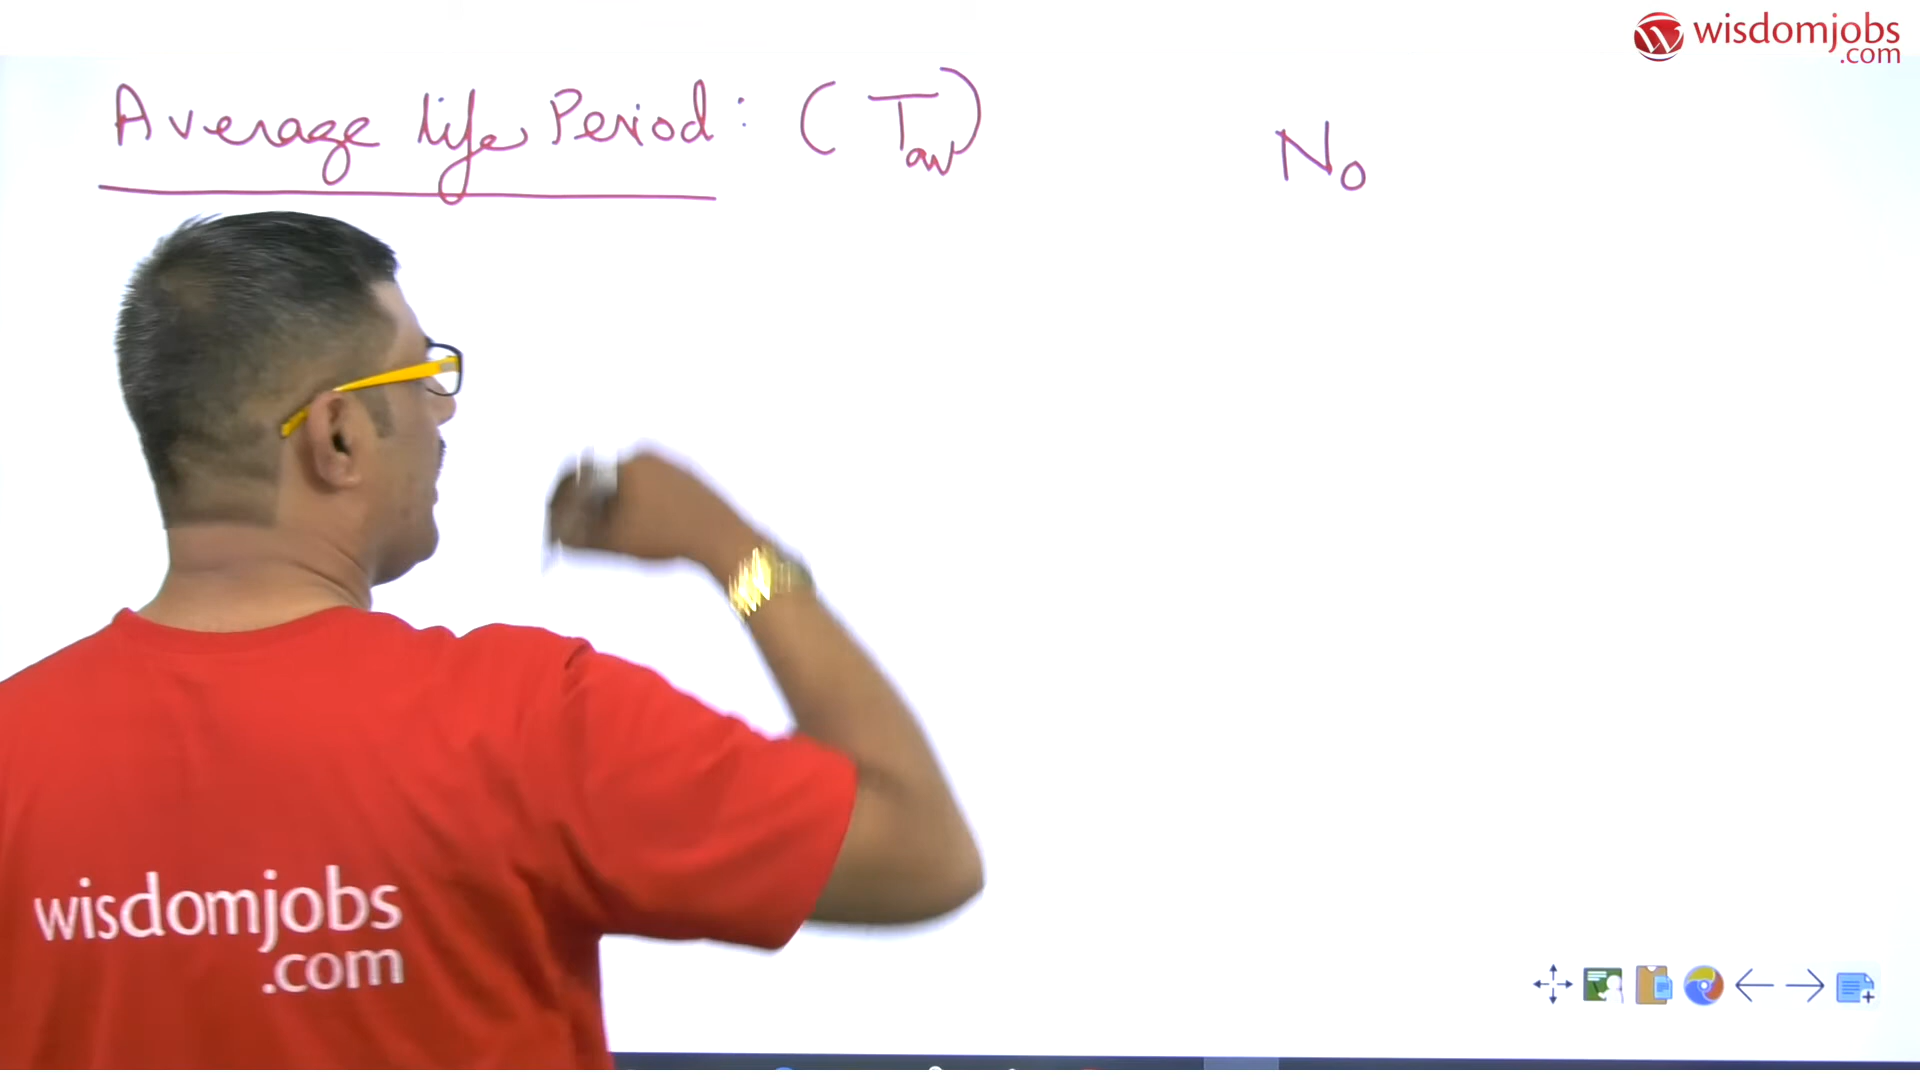 wisdomjobs
.com
Average life Period : (Tav)
N0
wisdomjobs
.com